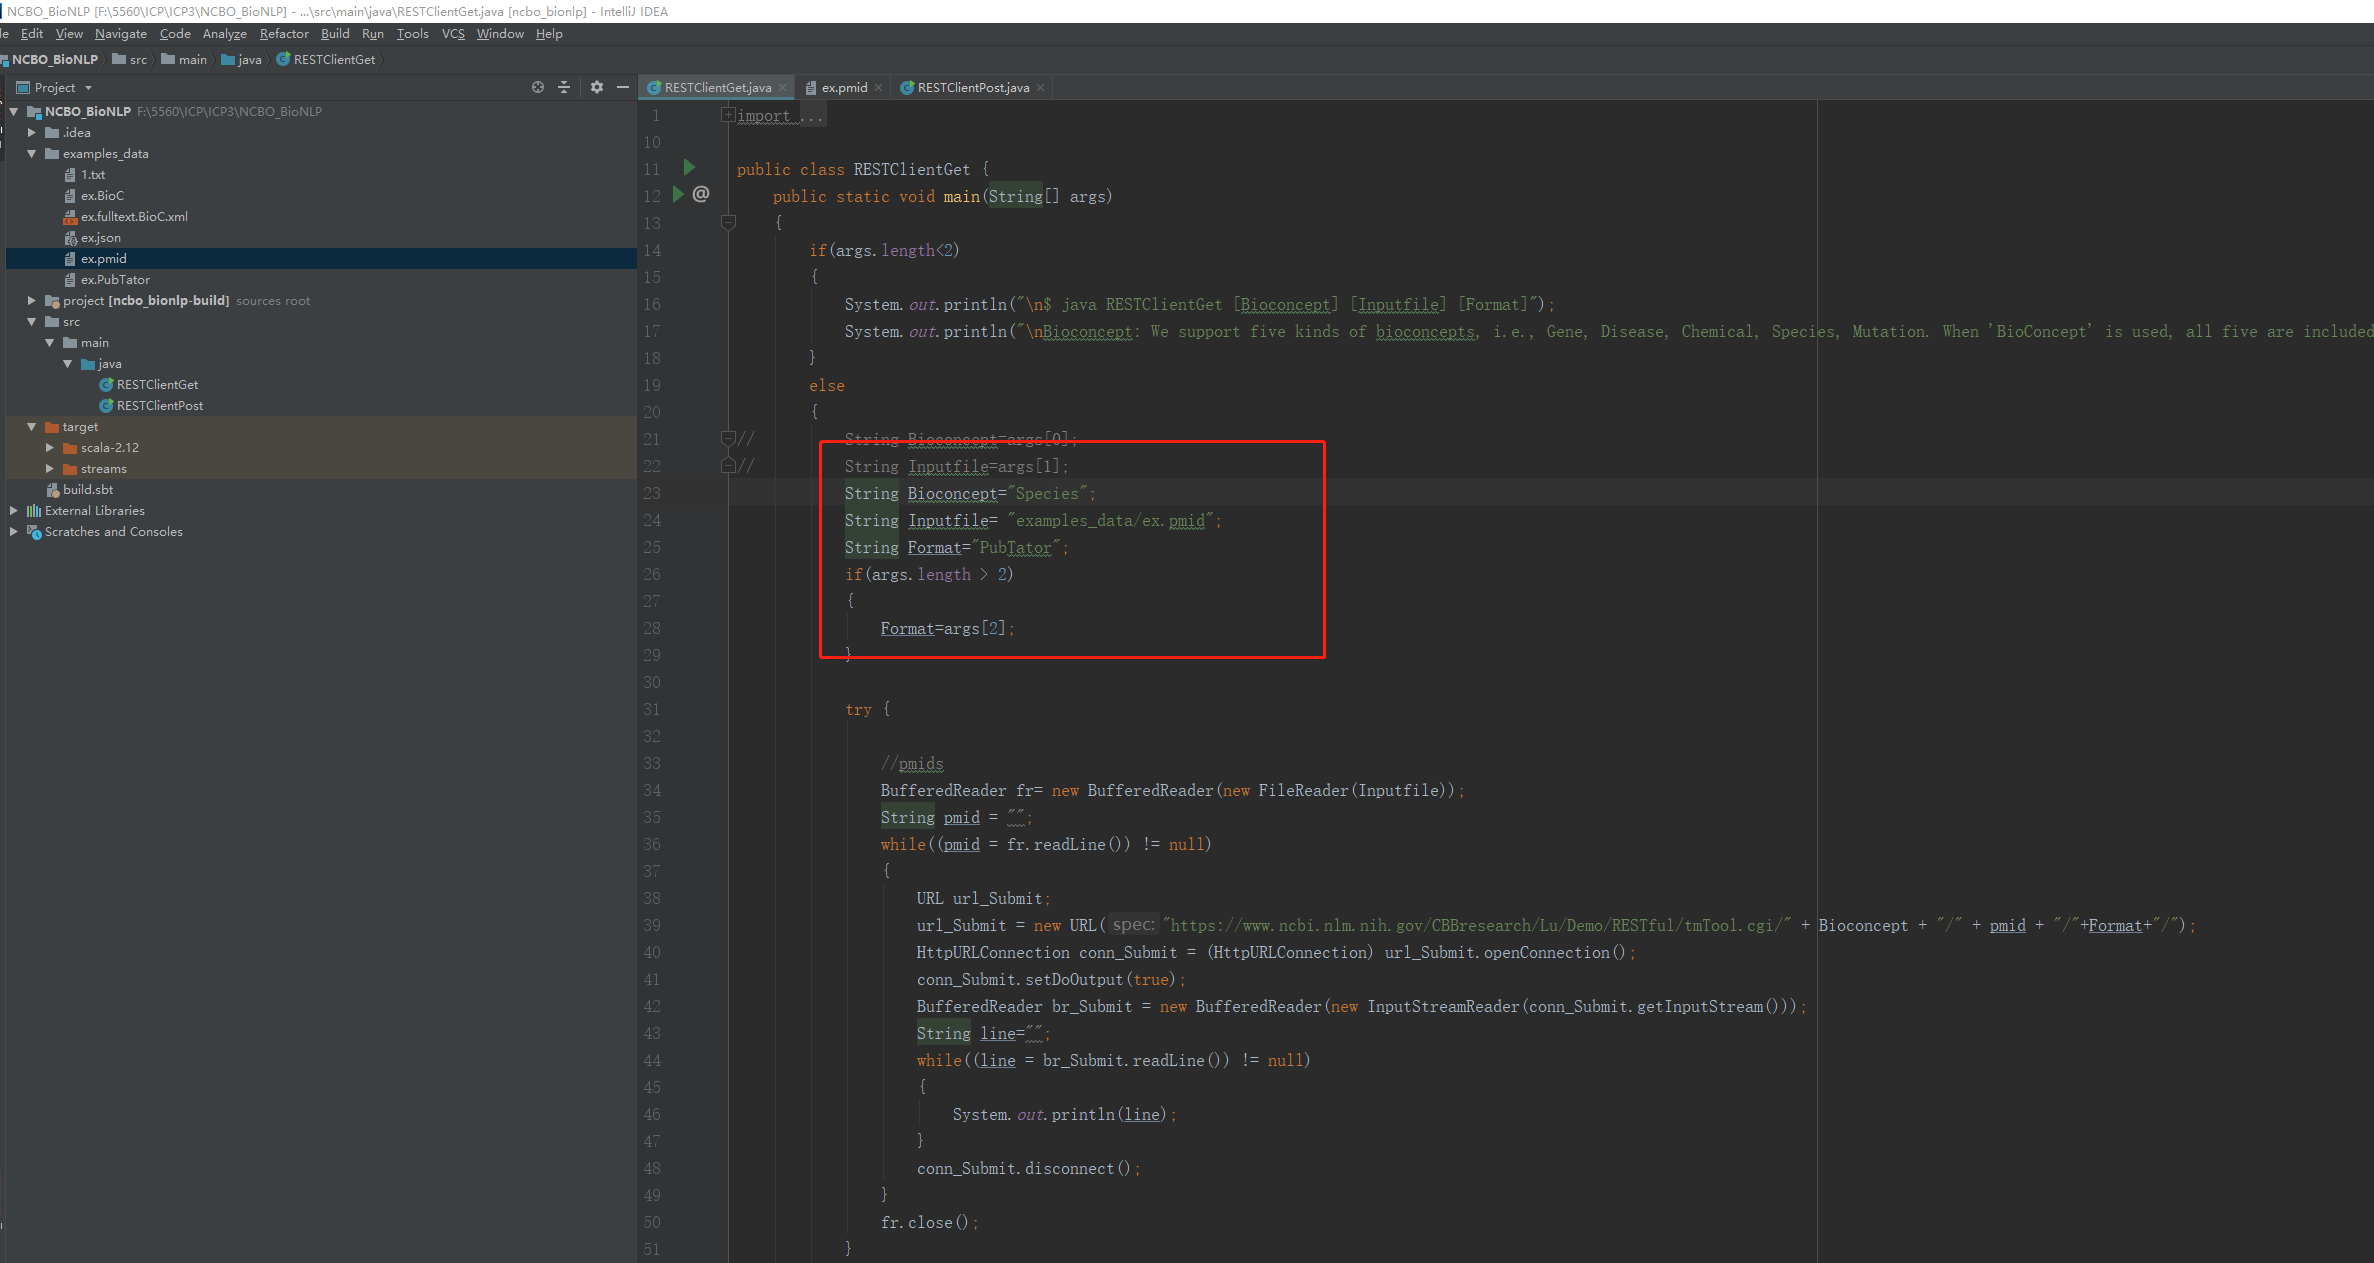 NCBO_BioNLP [F:\5560\ICP\ICP3\NCBO_BioNLP] - ...\src\main\java\RESTClientGet.java [ncbo_bionlp] - IntelliJ IDEA
Edit View Navigate Code Analyze Refactor Build Run Tools VCS Window Help
NCBO_BioNLP src main java RESTClientGet
Project
RESTClientGet.java ex.pmid RESTClientPost.java
NCBO_BioNLP F:\5560\ICP\ICP3\NCBO_BioNLP
.idea
examples_data
1.txt
ex.BioC
ex.fulltext.BioC.xml
ex.json
ex.pmid
ex.PubTator
project [ncbo_bionlp-build] sources root
src
main
java
RESTClientGet
RESTClientPost
target
scala-2.12
streams
build.sbt
External Libraries
Scratches and Consoles
1 import ...
10
11 public class RESTClientGet {
12 @ public static void main(String[] args)
13 {
14 if(args.length<2)
15 {
16 System.out.println("\n$ java RESTClientGet [Bioconcept] [Inputfile] [Format]");
17 System.out.println("\nBioconcept: We support five kinds of bioconcepts, i.e., Gene, Disease, Chemical, Species, Mutation. When 'BioConcept' is used, all five are included
18 }
19 else
20 {
21 // String Bioconcept=args[0];
22 // String Inputfile=args[1];
23 String Bioconcept="Species";
24 String Inputfile= "examples_data/ex.pmid";
25 String Format="PubTator";
26 if(args.length > 2)
27 {
28 Format=args[2];
29 }
30
31 try {
32
33 //pmids
34 BufferedReader fr= new BufferedReader(new FileReader(Inputfile));
35 String pmid = "";
36 while((pmid = fr.readLine()) != null)
37 {
38 URL url_Submit;
39 url_Submit = new URL( spec: "https://www.ncbi.nlm.nih.gov/CBBresearch/Lu/Demo/RESTful/tmTool.cgi/" + Bioconcept + "/" + pmid + "/"+Format+"/");
40 HttpURLConnection conn_Submit = (HttpURLConnection) url_Submit.openConnection();
41 conn_Submit.setDoOutput(true);
42 BufferedReader br_Submit = new BufferedReader(new InputStreamReader(conn_Submit.getInputStream()));
43 String line="";
44 while((line = br_Submit.readLine()) != null)
45 {
46 System.out.println(line);
47 }
48 conn_Submit.disconnect();
49 }
50 fr.close();
51 }